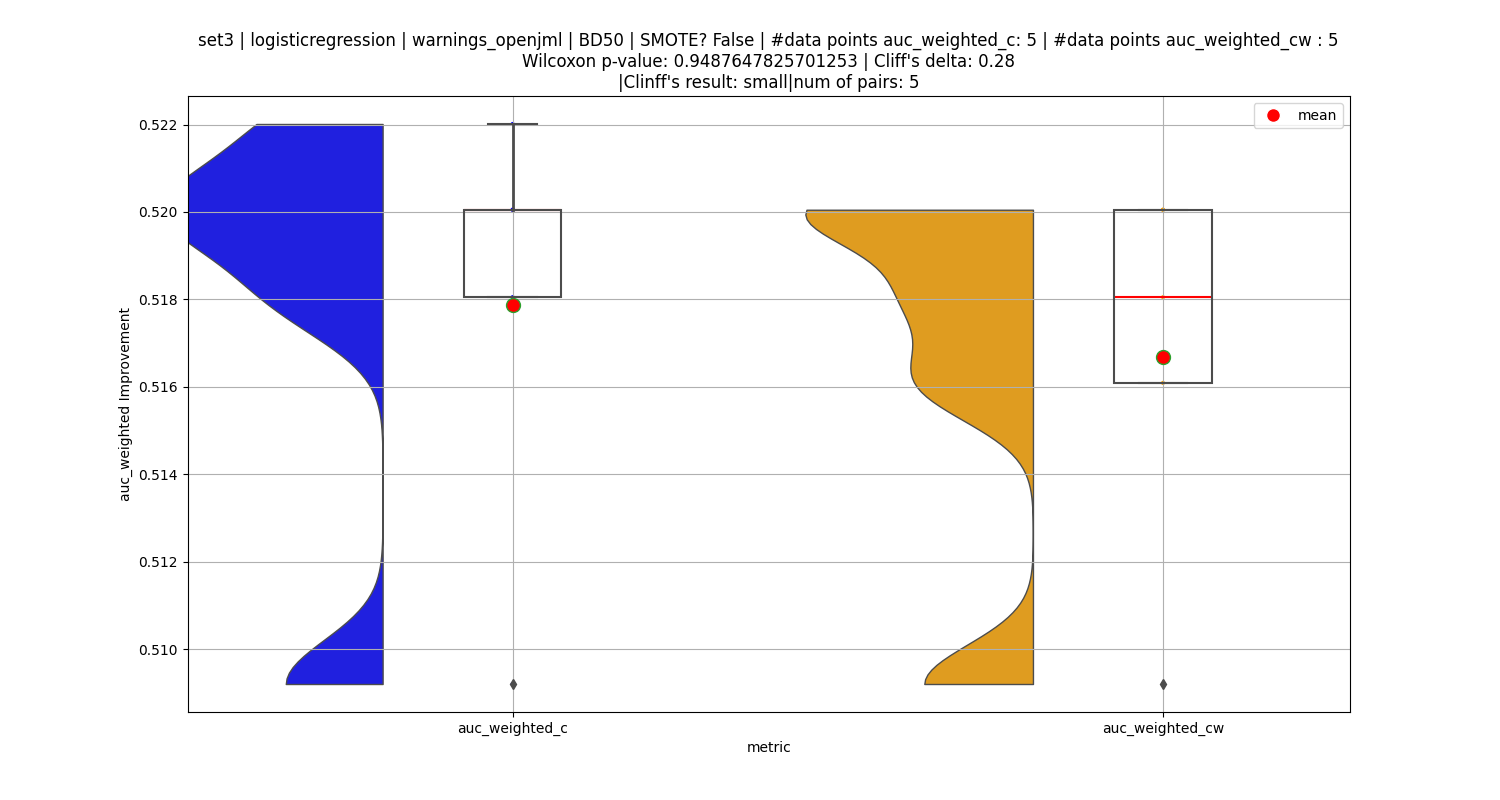 set3 | logisticregression | warnings_openjml | BD50 | SMOTE? False | #data points auc_weighted_c: 5 | #data points auc_weighted_cw : 5
Wilcoxon p-value: 0.9487647825701253 | Cliff's delta: 0.28
|Clinff's result: small|num of pairs: 5
mean
0.522
0.520
0.518
0.516
0.514
0.512
0.510
auc_weighted Improvement
auc_weighted_c
auc_weighted_cw
metric